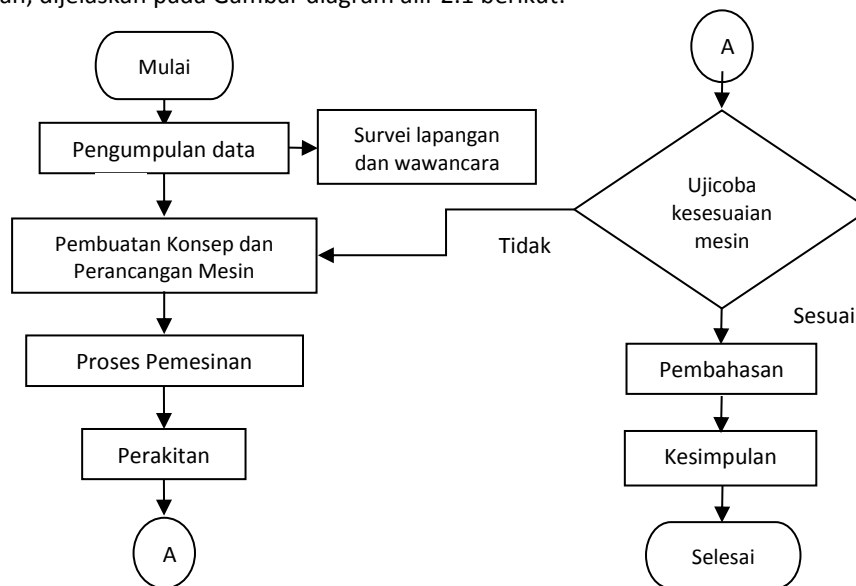 dijelaskan pada Gambar diagram alir 2.1 berikut.
Mulai
Pengumpulan data
Survei lapangan
dan wawancara
Pembuatan Konsep dan
Perancangan Mesin
Proses Pemesinan
Perakitan
A
A
Ujicoba
kesesuaian
mesin
Tidak
Sesuai
Pembahasan
Kesimpulan
Selesai